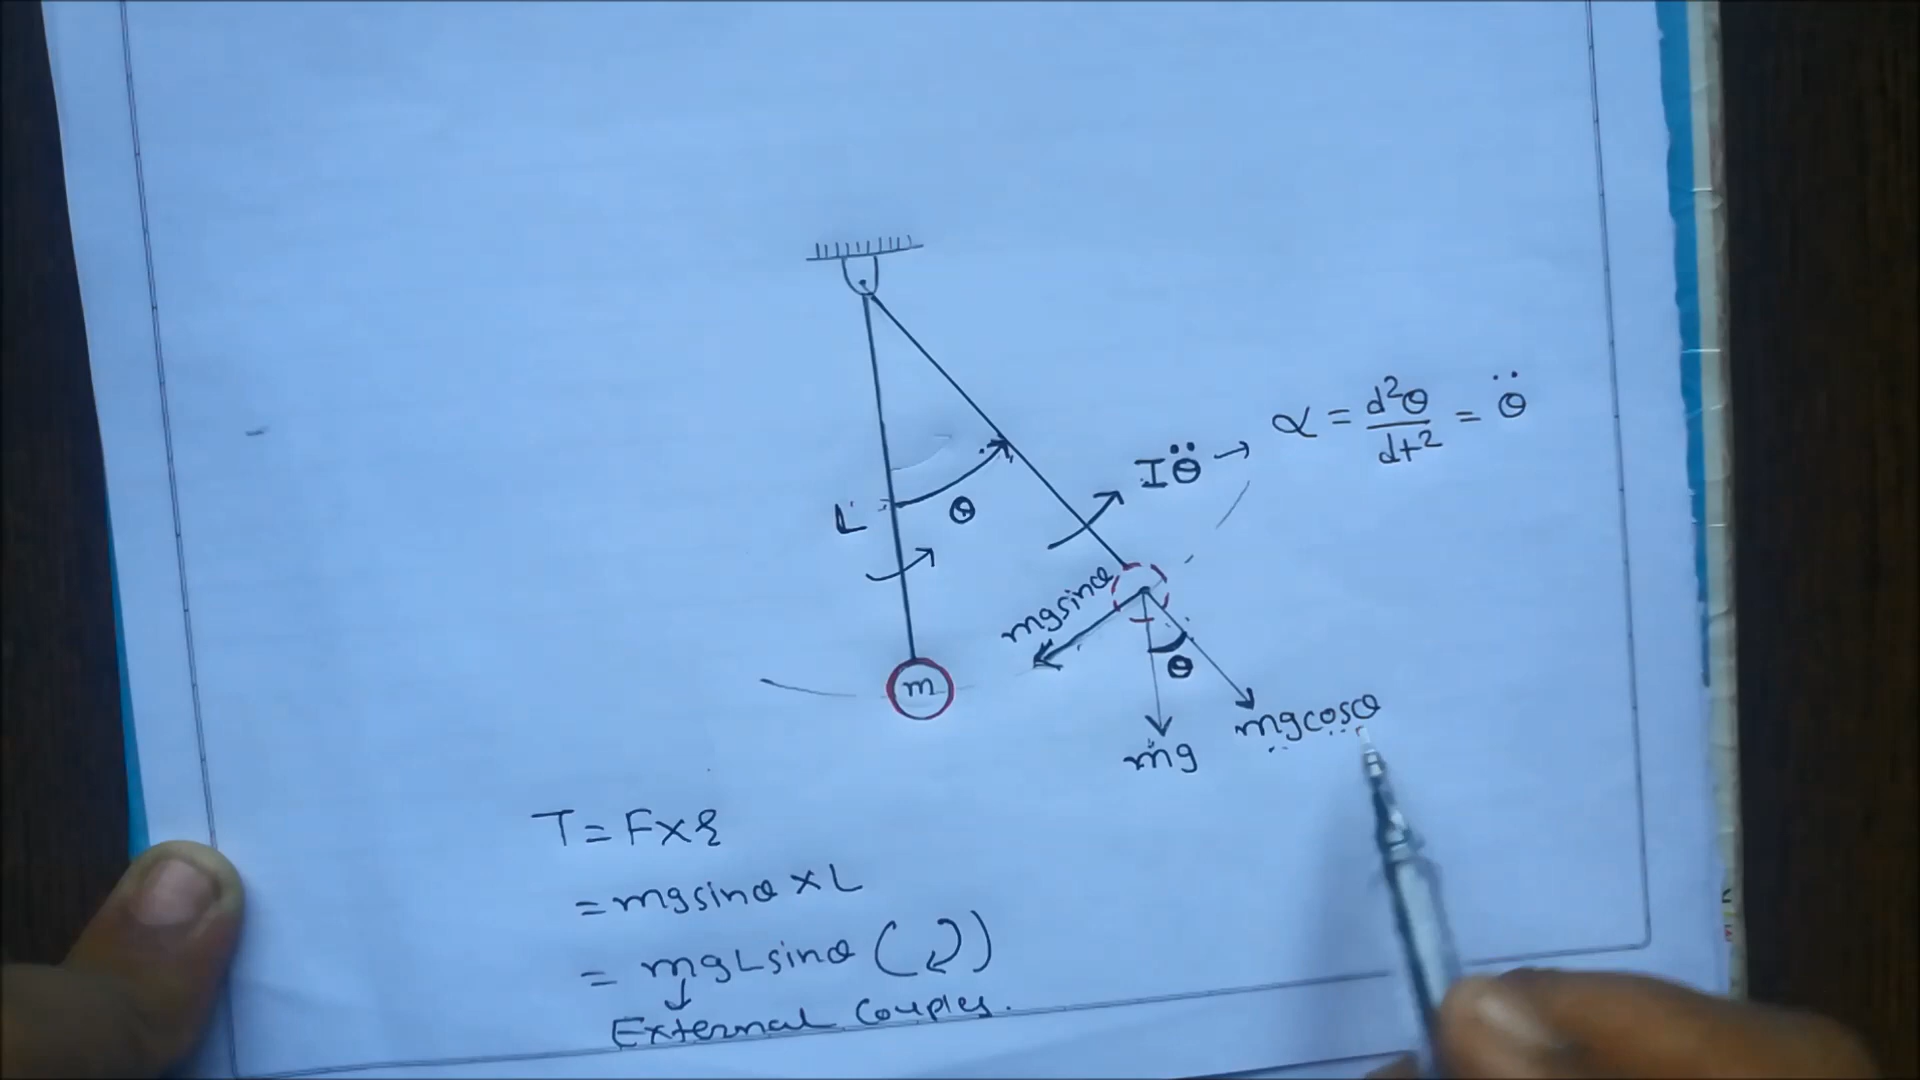 α = d²θ/dt² = θ̈
Iθ̈ →
L
θ
mgsinθ
m
θ
mgcosθ
mg
T = F×r
= mgsinθ × L
= mgLsinθ (↻)
External Couples.